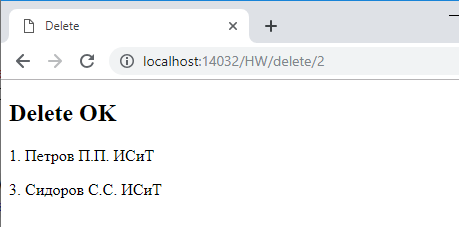 Delete
localhost:14032/HW/delete/2
Delete OK
1. Петров П.П. ИСиТ
3. Сидоров С.С. ИСиТ